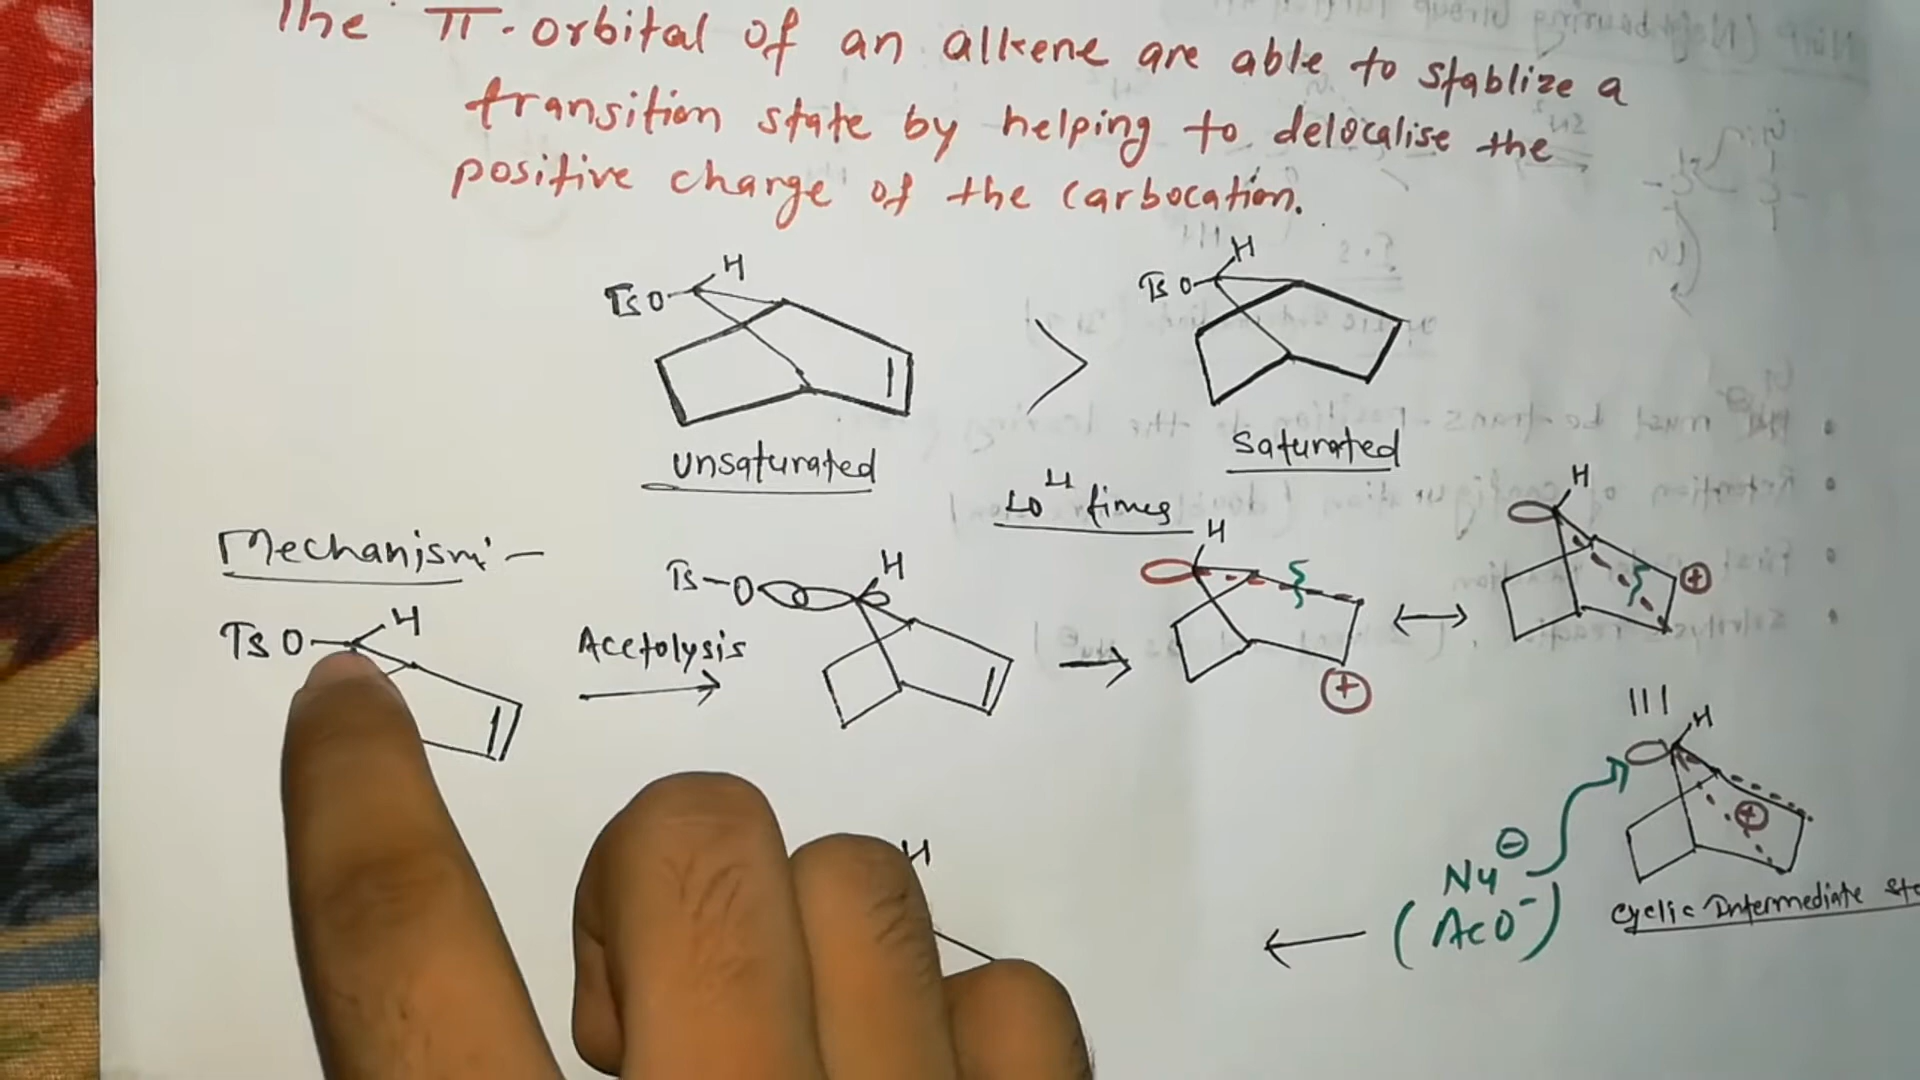 The π-orbital of an alkene are able to stablize a
transition state by helping to delocalise the
positive charge of the carbocation.
TsO H
TsO H
>
unsaturated
Saturated
10⁴ times
Mechanism:-
TsO H
Acetolysis
Ts-O H
H
⊕
H
⊕
H
⊕
Nu⊖
(AcO⁻)
Cyclic Intermediate
H